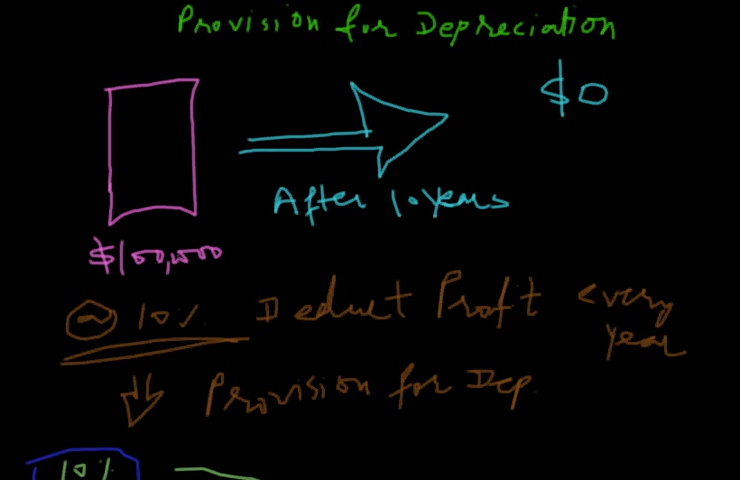 Provision for Depreciation
$0
After 10 years
$100,000
@ 10% Deduct Profit every
year
Provision for Dep.
10%